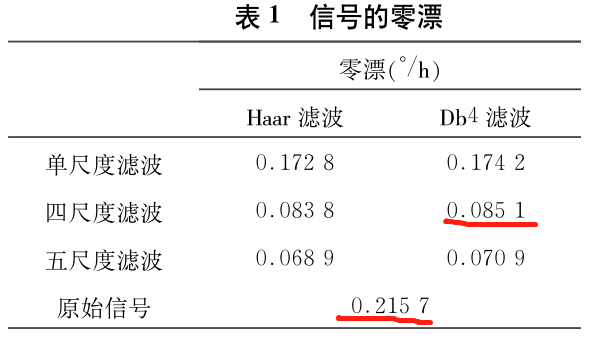 表1 信号的零漂
零漂(°/h)
Haar 滤波 Db4 滤波
单尺度滤波 0.172 8 0.174 2
四尺度滤波 0.083 8 0.085 1
五尺度滤波 0.068 9 0.070 9
原始信号 0.215 7